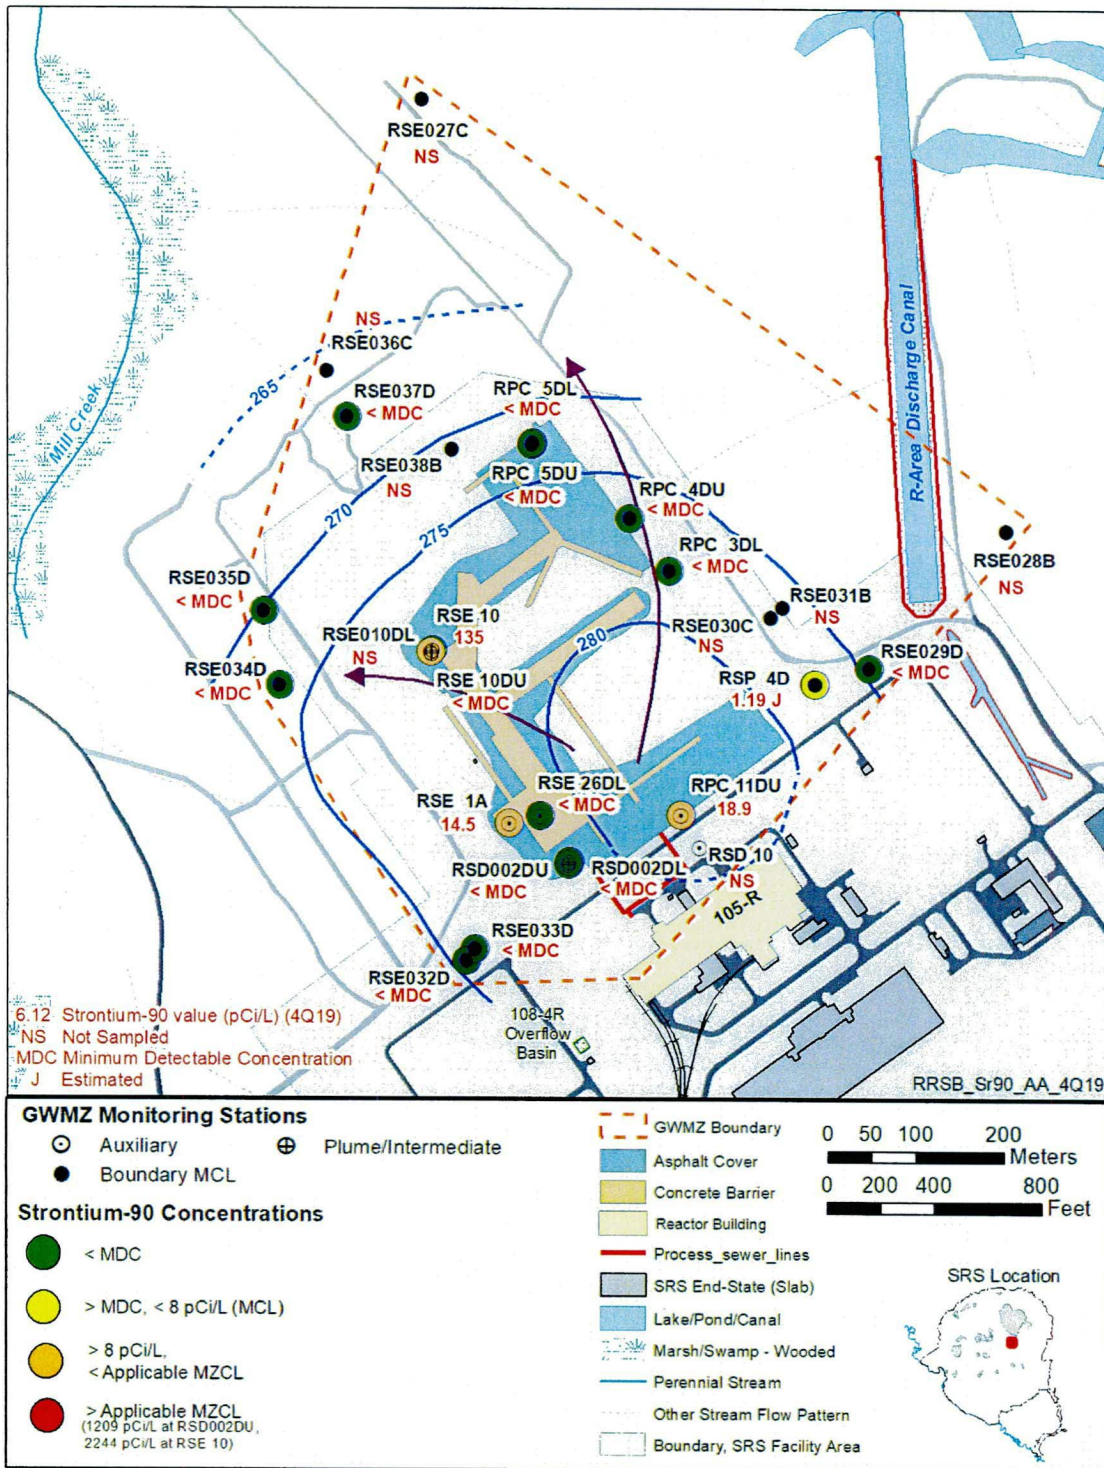 RSE027C
NS
NS
RSE036C
265
Mill Creek
RSE037D
< MDC
RPC 5DL
< MDC
R-Area Discharge Canal
RSE038B
NS
RPC 5DU
< MDC
RPC 4DU
< MDC
270
275
RPC 3DL
< MDC
RSE028B
NS
RSE035D
< MDC
RSE 10
135
RSE010DL
NS
RSE031B
NS
RSE030C
NS
280
RSE034D
< MDC
RSE 10DU
< MDC
RSE029D
< MDC
RSP 4D
1.19 J
RSE 26DL
< MDC
RPC 11DU
18.9
RSE 1A
14.5
RSD002DU
< MDC
RSD002DL
< MDC
RSD 10
NS
105-R
RSE033D
< MDC
RSE032D
< MDC
108-4R
Overflow
Basin
6.12 Strontium-90 value (pCi/L) (4Q19)
NS Not Sampled
MDC Minimum Detectable Concentration
J Estimated
RRSB_Sr90_AA_4Q19
GWMZ Monitoring Stations
Auxiliary
Plume/Intermediate
Boundary MCL
Strontium-90 Concentrations
< MDC
> MDC, < 8 pCi/L (MCL)
> 8 pCi/L,
< Applicable MZCL
> Applicable MZCL
(1209 pCi/L at RSD002DU,
2244 pCi/L at RSE 10)
GWMZ Boundary
Asphalt Cover
Concrete Barrier
Reactor Building
Process_sewer_lines
SRS End-State (Slab)
Lake/Pond/Canal
Marsh/Swamp - Wooded
Perennial Stream
Other Stream Flow Pattern
Boundary, SRS Facility Area
0 50 100 200
Meters
0 200 400 800
Feet
SRS Location